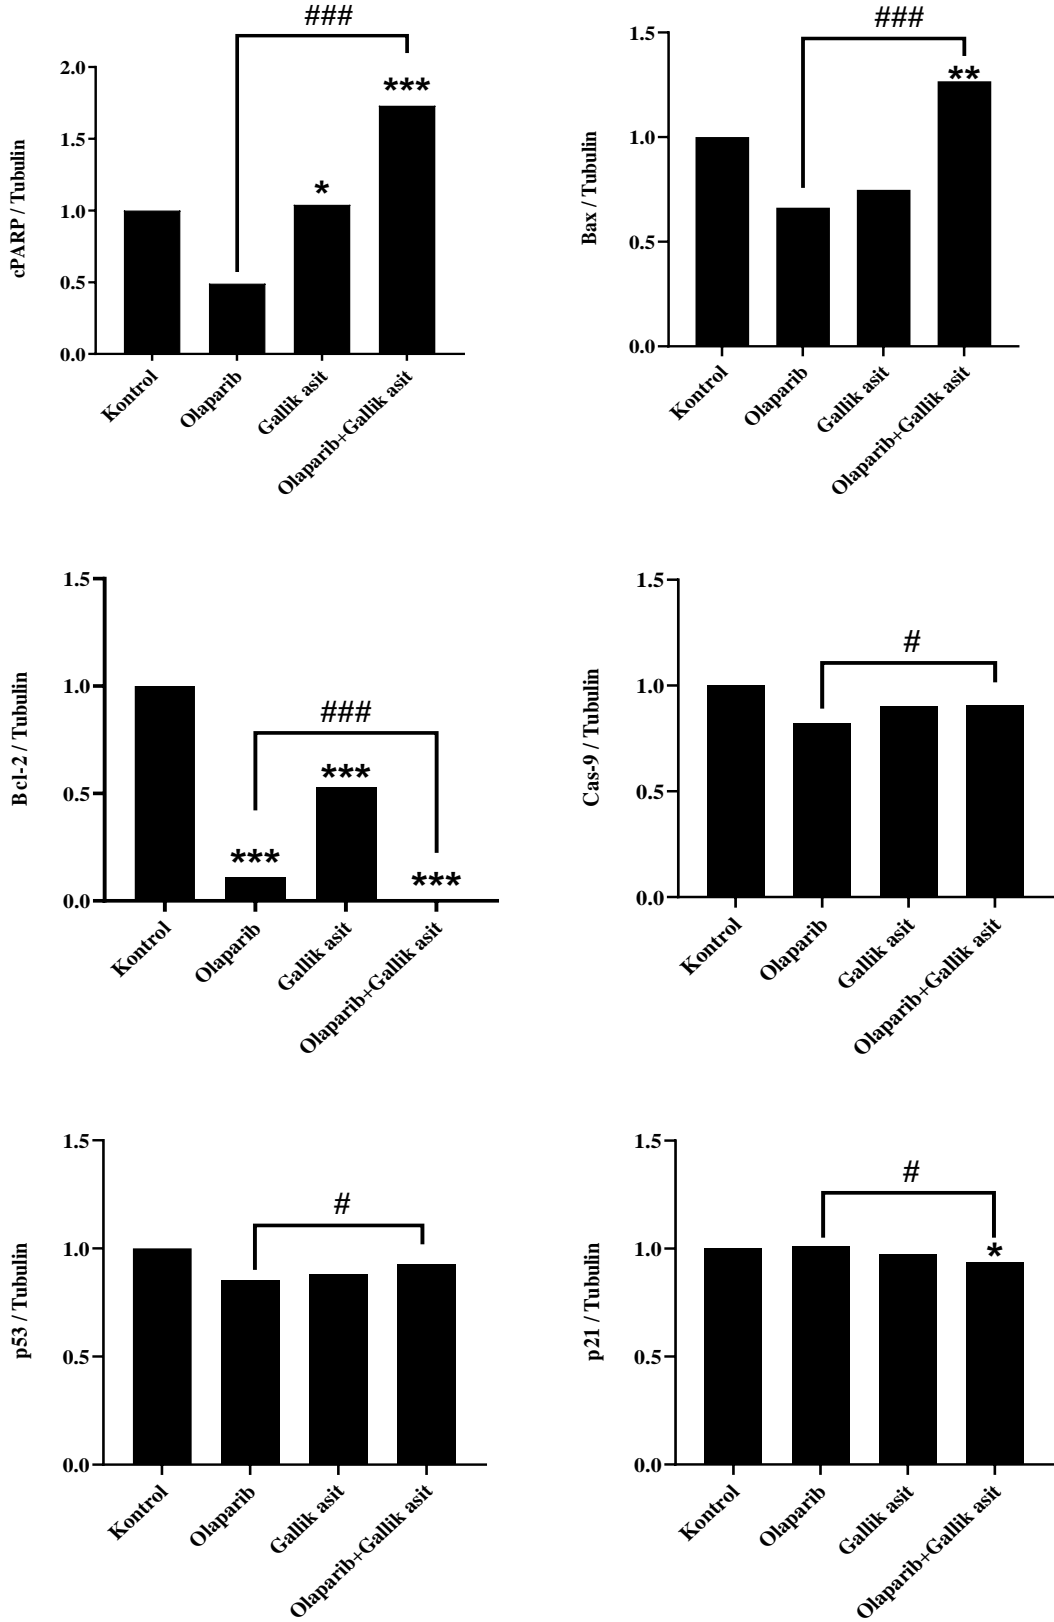 ###
2.0
***
1.5
*
1.0
0.5
0.0
cPARP / Tubulin
Kontrol
Olaparib
Gallik asit
Olaparib+Gallik asit
###
1.5
**
1.0
0.5
0.0
Bax / Tubulin
Kontrol
Olaparib
Gallik asit
Olaparib+Gallik asit
1.5
1.0
###
***
0.5
***
***
0.0
Bcl-2 / Tubulin
Kontrol
Olaparib
Gallik asit
Olaparib+Gallik asit
1.5
#
1.0
0.5
0.0
Cas-9 / Tubulin
Kontrol
Olaparib
Gallik asit
Olaparib+Gallik asit
1.5
#
1.0
0.5
0.0
p53 / Tubulin
Kontrol
Olaparib
Gallik asit
Olaparib+Gallik asit
1.5
#
*
1.0
0.5
0.0
p21 / Tubulin
Kontrol
Olaparib
Gallik asit
Olaparib+Gallik asit